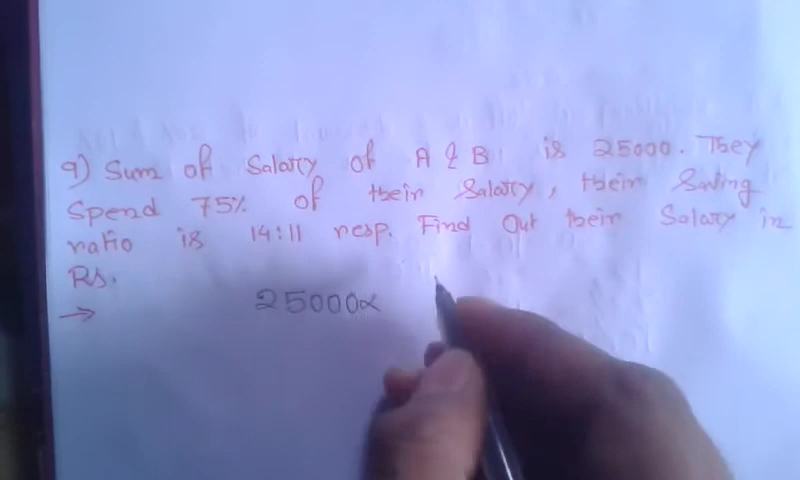 9) Sum of Salary of A & B is 25000. They
Spend 75% of their Salary, their Saving
ratio is 14:11 resp. Find Out their Salary in
Rs.
→ 25000×